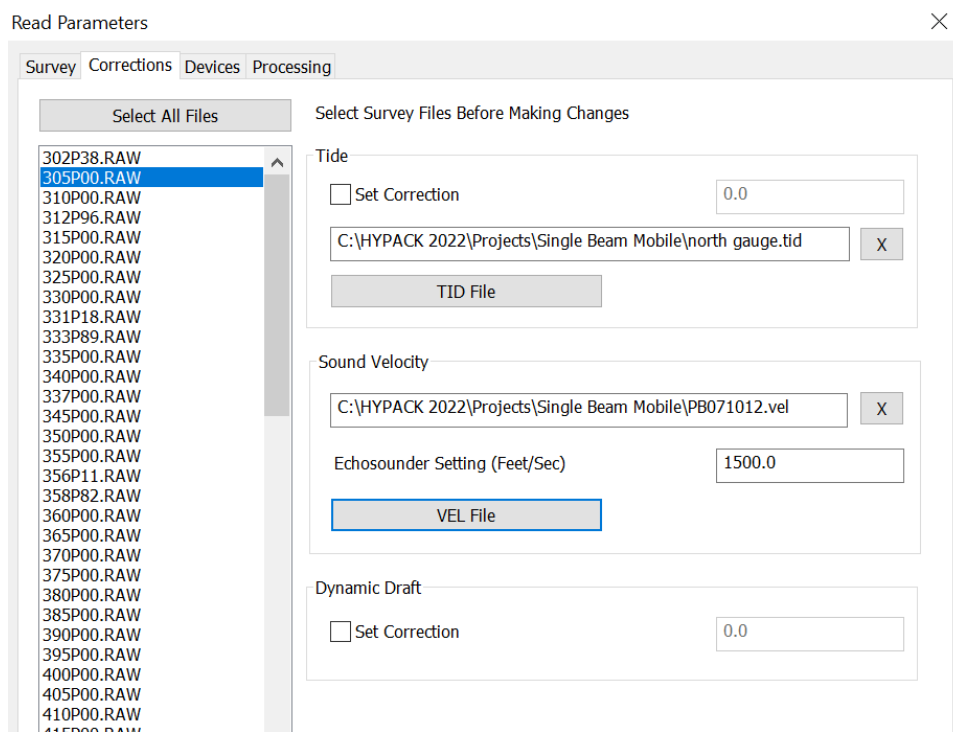 Read Parameters
Survey Corrections Devices Processing
Select All Files
302P38.RAW
305P00.RAW
310P00.RAW
312P96.RAW
315P00.RAW
320P00.RAW
325P00.RAW
330P00.RAW
331P18.RAW
333P89.RAW
335P00.RAW
340P00.RAW
337P00.RAW
345P00.RAW
350P00.RAW
355P00.RAW
356P11.RAW
358P82.RAW
360P00.RAW
365P00.RAW
370P00.RAW
375P00.RAW
380P00.RAW
385P00.RAW
390P00.RAW
395P00.RAW
400P00.RAW
405P00.RAW
410P00.RAW
415P00.RAW
Select Survey Files Before Making Changes
Tide
Set Correction 0.0
C:\HYPACK 2022\Projects\Single Beam Mobile\north gauge.tid X
TID File
Sound Velocity
C:\HYPACK 2022\Projects\Single Beam Mobile\PB071012.vel X
Echosounder Setting (Feet/Sec) 1500.0
VEL File
Dynamic Draft
Set Correction 0.0